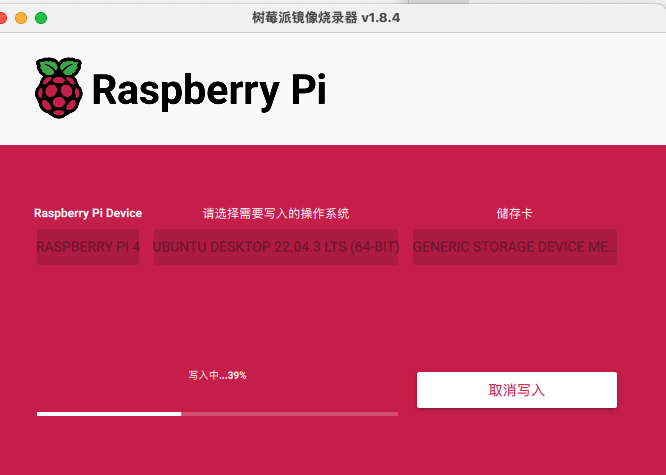 树莓派镜像烧录器 v1.8.4
Raspberry Pi
Raspberry Pi Device
请选择需要写入的操作系统
储存卡
RASPBERRY PI 4
UBUNTU DESKTOP 22.04.3 LTS (64-BIT)
GENERIC STORAGE DEVICE ME...
写入中...39%
取消写入